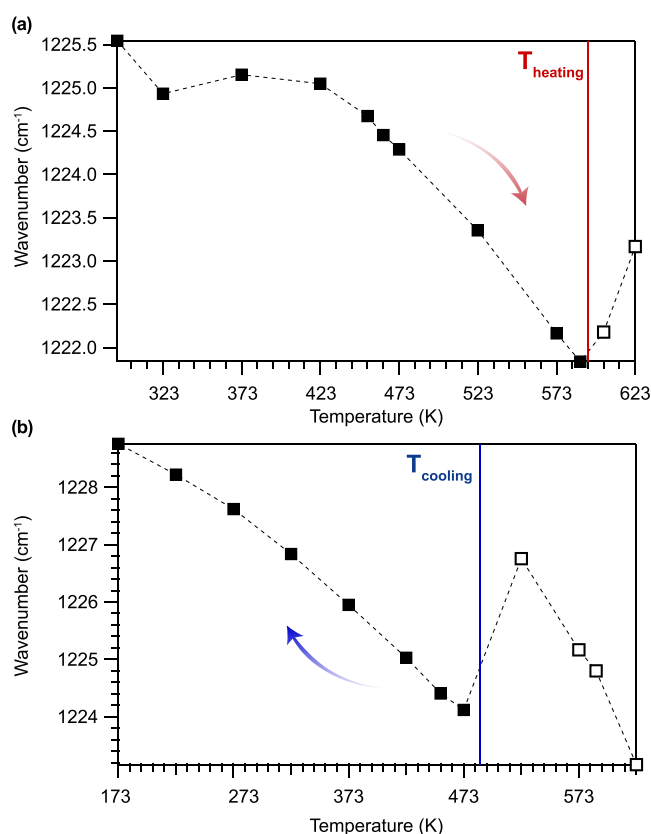 (a)
1225.5
1225.0
1224.5
1224.0
1223.5
1223.0
1222.5
1222.0
Wavenumber (cm-1)
T heating
323 373 423 473 523 573 623
Temperature (K)
(b)
1228
1227
1226
1225
1224
Wavenumber (cm-1)
T cooling
173 273 373 473 573
Temperature (K)